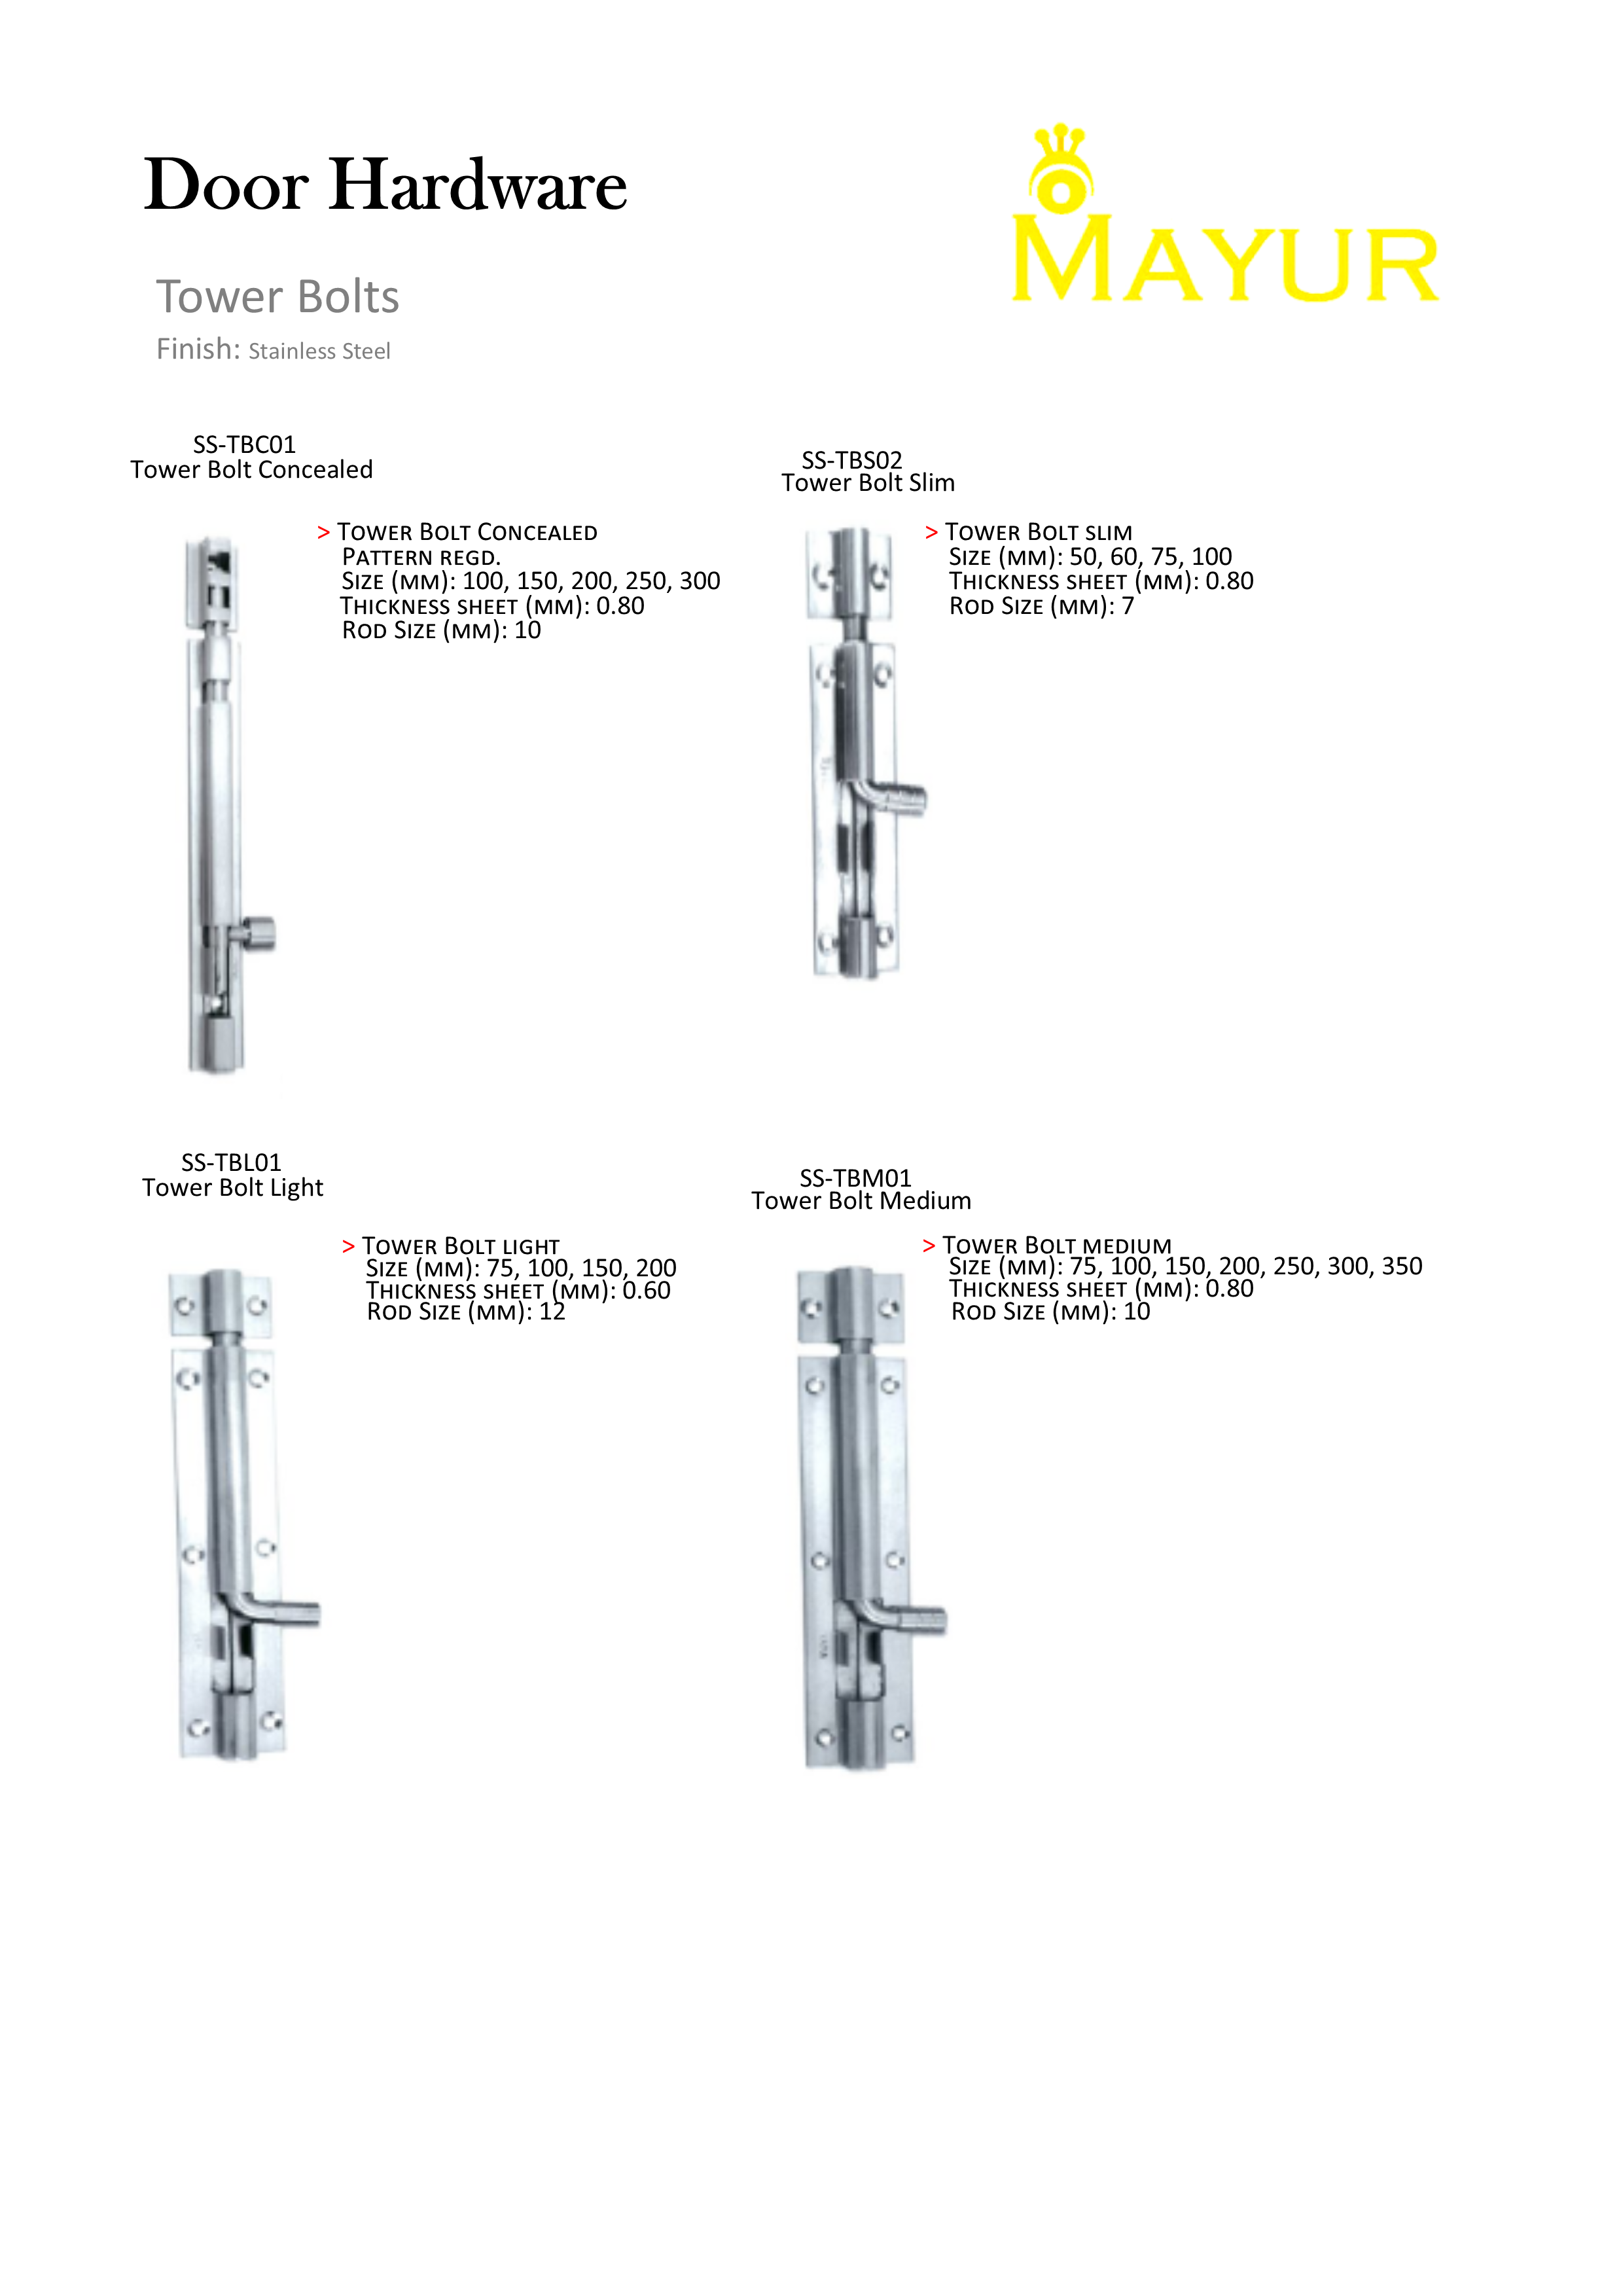 Door Hardware
MAYUR
Tower Bolts
Finish: Stainless Steel
SS-TBC01
Tower Bolt Concealed
> Tower Bolt Concealed
Pattern regd.
Size (mm): 100, 150, 200, 250, 300
Thickness sheet (mm): 0.80
Rod Size (mm): 10
SS-TBS02
Tower Bolt Slim
> Tower Bolt slim
Size (mm): 50, 60, 75, 100
Thickness sheet (mm): 0.80
Rod Size (mm): 7
SS-TBL01
Tower Bolt Light
> Tower Bolt light
Size (mm): 75, 100, 150, 200
Thickness sheet (mm): 0.60
Rod Size (mm): 12
SS-TBM01
Tower Bolt Medium
> Tower Bolt medium
Size (mm): 75, 100, 150, 200, 250, 300, 350
Thickness sheet (mm): 0.80
Rod Size (mm): 10